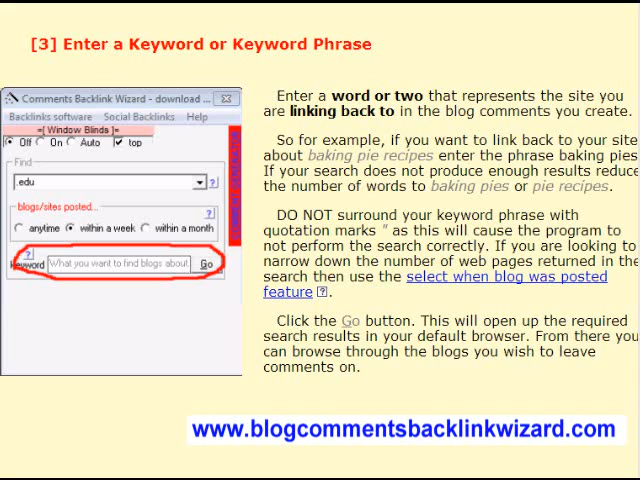 [3] Enter a Keyword or Keyword Phrase
Comments Backlink Wizard - download ...
Backlinks software Social Backlinks Help
=[ Window Blinds ]=
Off On Auto top
Find
.edu
?
blogs/sites posted...
?
anytime within a week within a month
?
keyword What you want to find blogs about Go
Enter a word or two that represents the site you
are linking back to in the blog comments you create.
So for example, if you want to link back to your site
about baking pie recipes enter the phrase baking pies
If your search does not produce enough results reduce
the number of words to baking pies or pie recipes.
DO NOT surround your keyword phrase with
quotation marks " as this will cause the program to
not perform the search correctly. If you are looking to
narrow down the number of web pages returned in the
search then use the select when blog was posted
feature ?.
Click the Go button. This will open up the required
search results in your default browser. From there you
can browse through the blogs you wish to leave
comments on.
www.blogcommentsbacklinkwizard.com